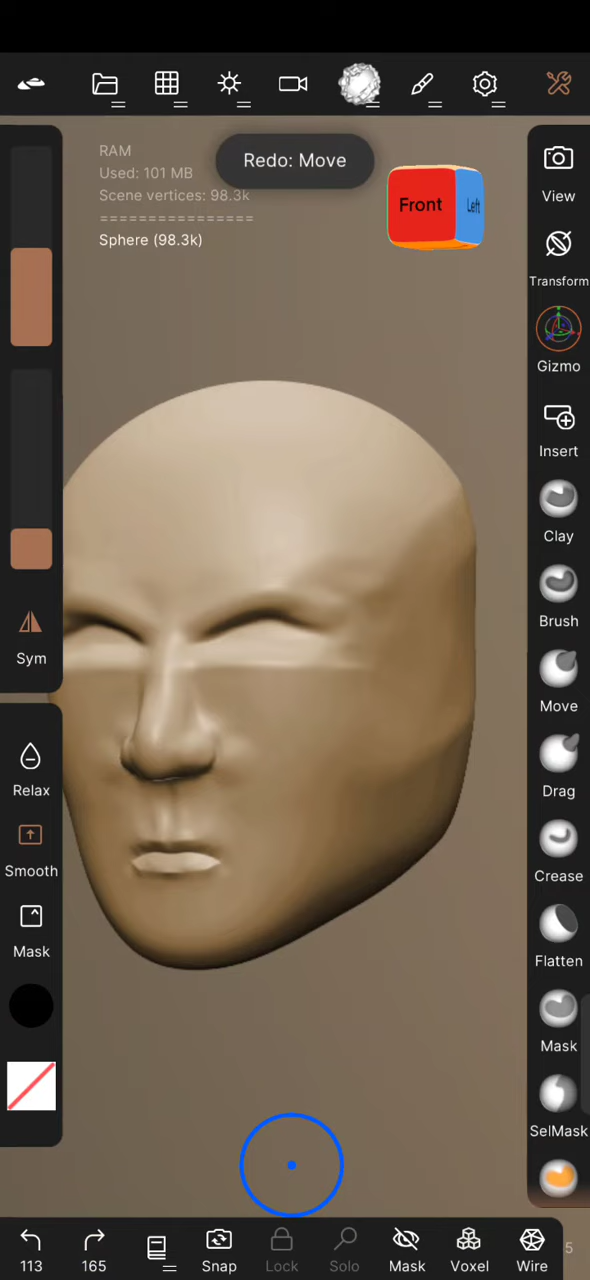 RAM
Used: 101 MB
Scene vertices: 98.3k
================
Sphere (98.3k)
Redo: Move
Front
Left
View
Transform
Gizmo
Insert
Clay
Brush
Move
Drag
Crease
Flatten
Mask
SelMask
Sym
Relax
Smooth
Mask
113
165
Snap
Lock
Solo
Mask
Voxel
Wire
5